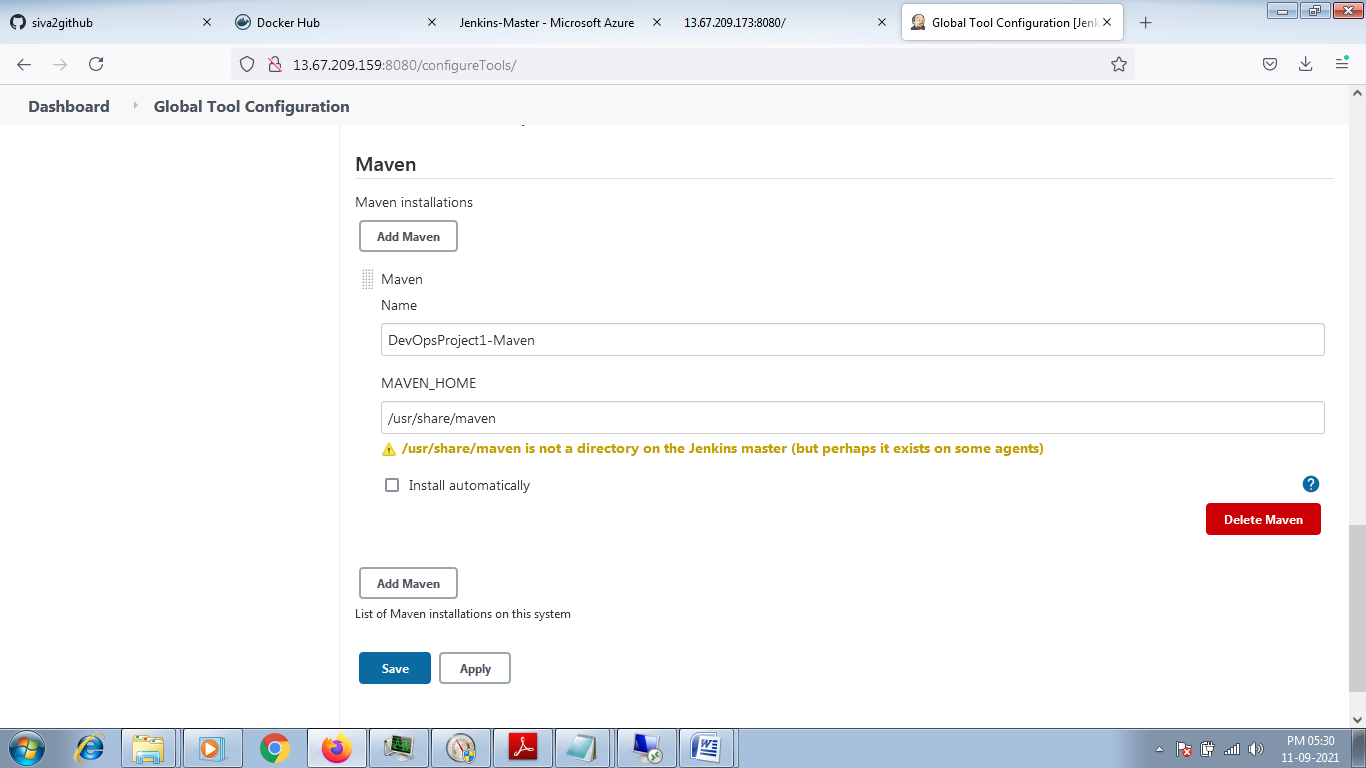 siva2github
Docker Hub
Jenkins-Master - Microsoft Azure
13.67.209.173:8080/
Global Tool Configuration [Jenk
13.67.209.159:8080/configureTools/
Dashboard
Global Tool Configuration
Maven
Maven installations
Add Maven
Maven
Name
DevOpsProject1-Maven
MAVEN_HOME
/usr/share/maven
/usr/share/maven is not a directory on the Jenkins master (but perhaps it exists on some agents)
Install automatically
?
Delete Maven
Add Maven
List of Maven installations on this system
Save
Apply
PM 05:30
11-09-2021